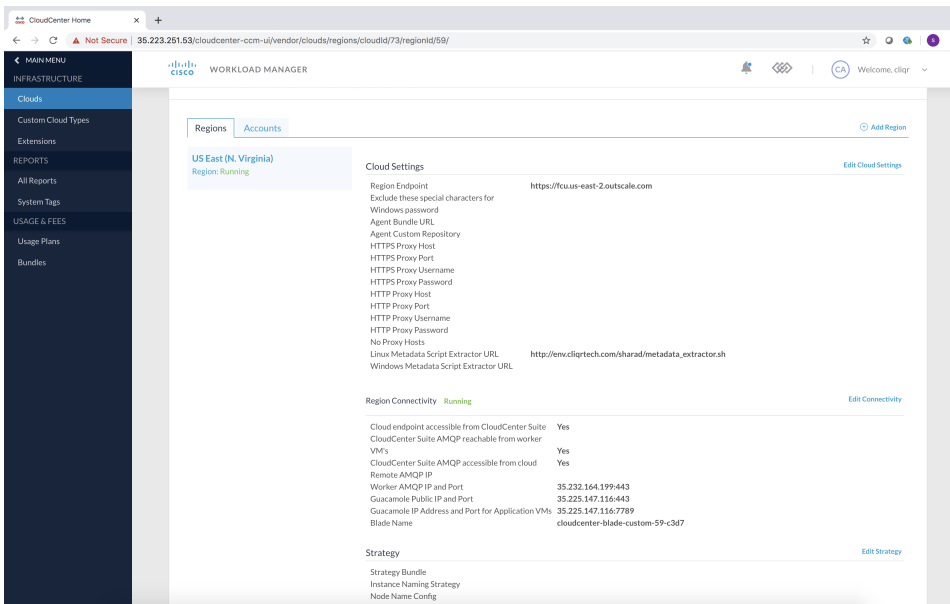 CloudCenter Home
Not Secure 35.223.251.53/cloudcenter-ccm-ui/vendor/clouds/regions/cloudId/73/regionId/59/
S
MAIN MENU
INFRASTRUCTURE
Clouds
Custom Cloud Types
Extensions
REPORTS
All Reports
System Tags
USAGE & FEES
Usage Plans
Bundles
CISCO WORKLOAD MANAGER
CA Welcome, cliqr
Regions Accounts Add Region
US East (N. Virginia)
Region: Running
Cloud Settings Edit Cloud Settings
Region Endpoint https://fcu.us-east-2.outscale.com
Exclude these special characters for
Windows password
Agent Bundle URL
Agent Custom Repository
HTTPS Proxy Host
HTTPS Proxy Port
HTTPS Proxy Username
HTTPS Proxy Password
HTTP Proxy Host
HTTP Proxy Port
HTTP Proxy Username
HTTP Proxy Password
No Proxy Hosts
Linux Metadata Script Extractor URL http://env.cliqrtech.com/sharad/metadata_extractor.sh
Windows Metadata Script Extractor URL
Region Connectivity Running Edit Connectivity
Cloud endpoint accessible from CloudCenter Suite Yes
CloudCenter Suite AMQP reachable from worker
VM's Yes
CloudCenter Suite AMQP accessible from cloud Yes
Remote AMQP IP
Worker AMQP IP and Port 35.232.164.199:443
Guacamole Public IP and Port 35.225.147.116:443
Guacamole IP Address and Port for Application VMs 35.225.147.116:7789
Blade Name cloudcenter-blade-custom-59-c3d7
Strategy Edit Strategy
Strategy Bundle
Instance Naming Strategy
Node Name Config